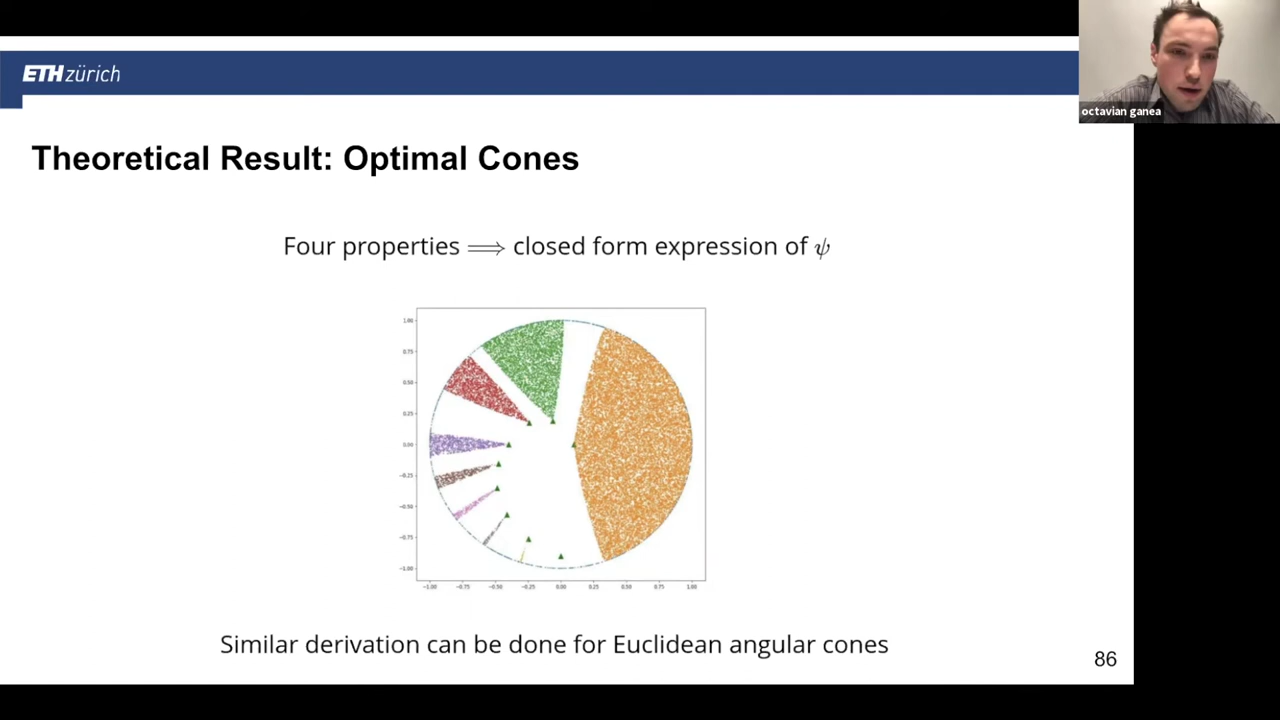 ETH zürich
octavian ganea
Theoretical Result: Optimal Cones
Four properties ⟹ closed form expression of ψ
1.00
0.75
0.50
0.25
0.00
−0.25
−0.50
−0.75
−1.00
−1.00 −0.75 −0.50 −0.25 0.00 0.25 0.50 0.75 1.00
Similar derivation can be done for Euclidean angular cones
86